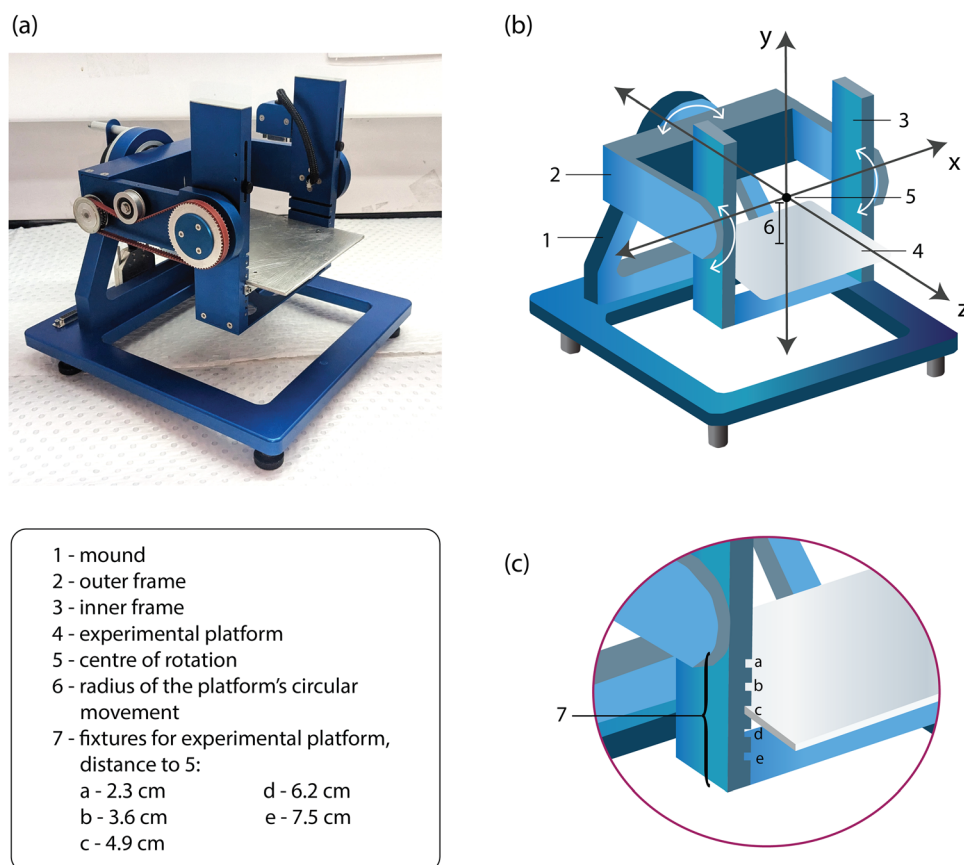 (a)
(b)
y
3
x
2
5
1
6
4
z
1 - mound
2 - outer frame
3 - inner frame
4 - experimental platform
5 - centre of rotation
6 - radius of the platform’s circular
movement
7 - fixtures for experimental platform,
distance to 5:
a - 2.3 cm d - 6.2 cm
b - 3.6 cm e - 7.5 cm
c - 4.9 cm
(c)
a
b
c
7
d
e